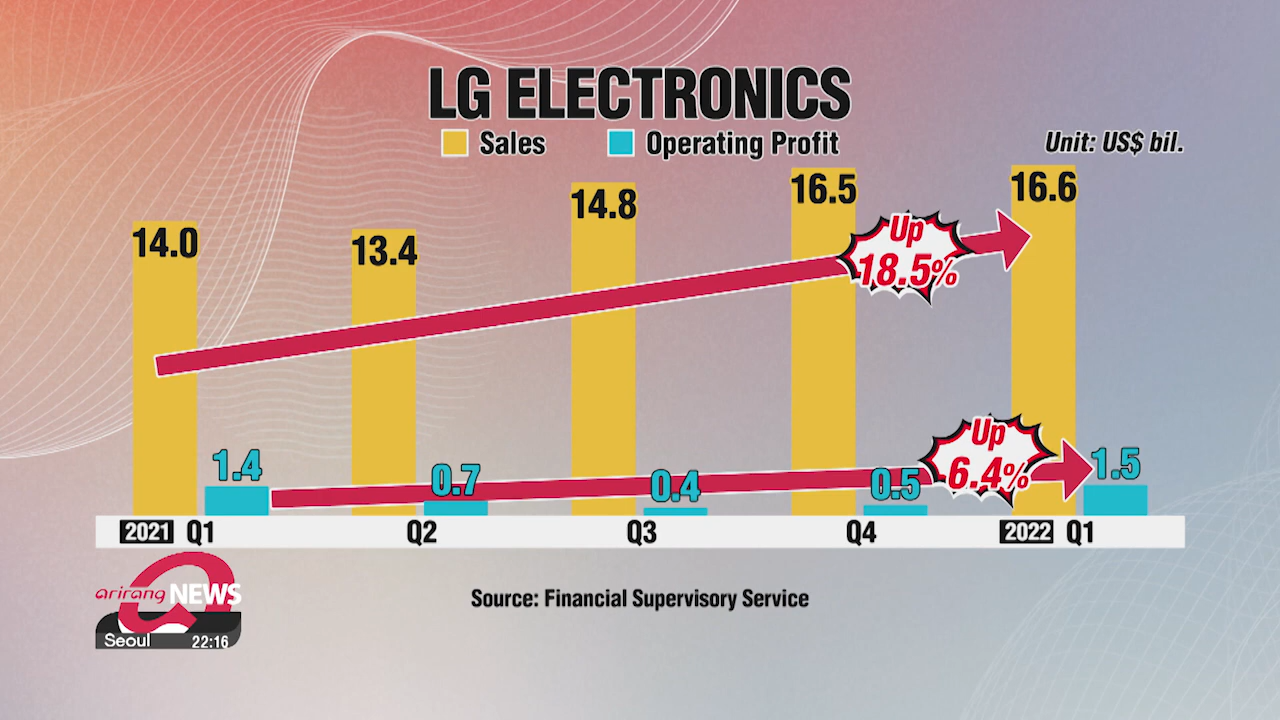 LG ELECTRONICS
Sales Operating Profit Unit: US$ bil.
14.0 13.4 14.8 16.5 16.6
Up
18.5%
Up
6.4%
1.4 0.7 0.4 0.5 1.5
2021 Q1 Q2 Q3 Q4 2022 Q1
arirang NEWS
Seoul 22:16
Source: Financial Supervisory Service